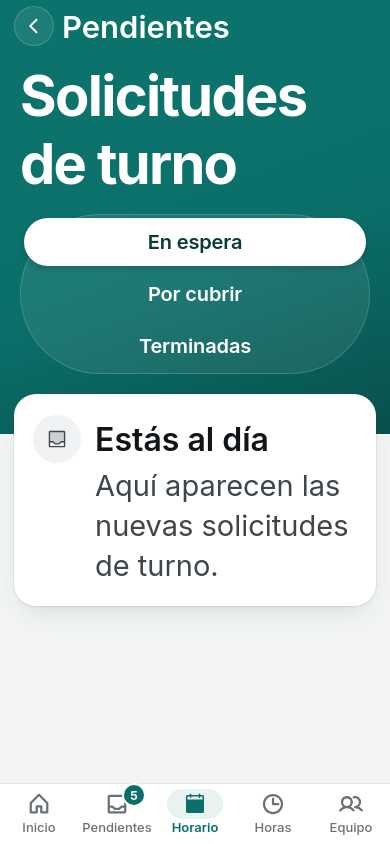 Pendientes
Solicitudes
de turno
En espera
Por cubrir
Terminadas
Estás al día
Aquí aparecen las
nuevas solicitudes
de turno.
5
Inicio
Pendientes
Horario
Horas
Equipo